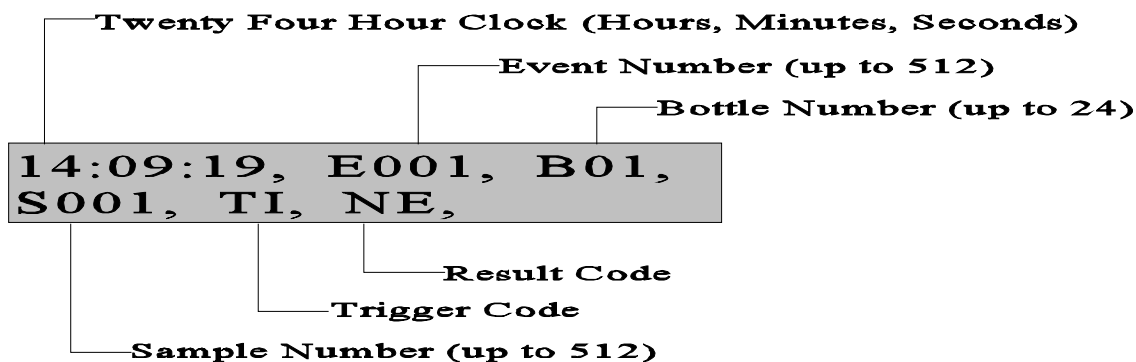 Twenty Four Hour Clock (Hours, Minutes, Seconds)
Event Number (up to 512)
Bottle Number (up to 24)
14:09:19, E001, B01,
S001, TI, NE,
Result Code
Trigger Code
Sample Number (up to 512)